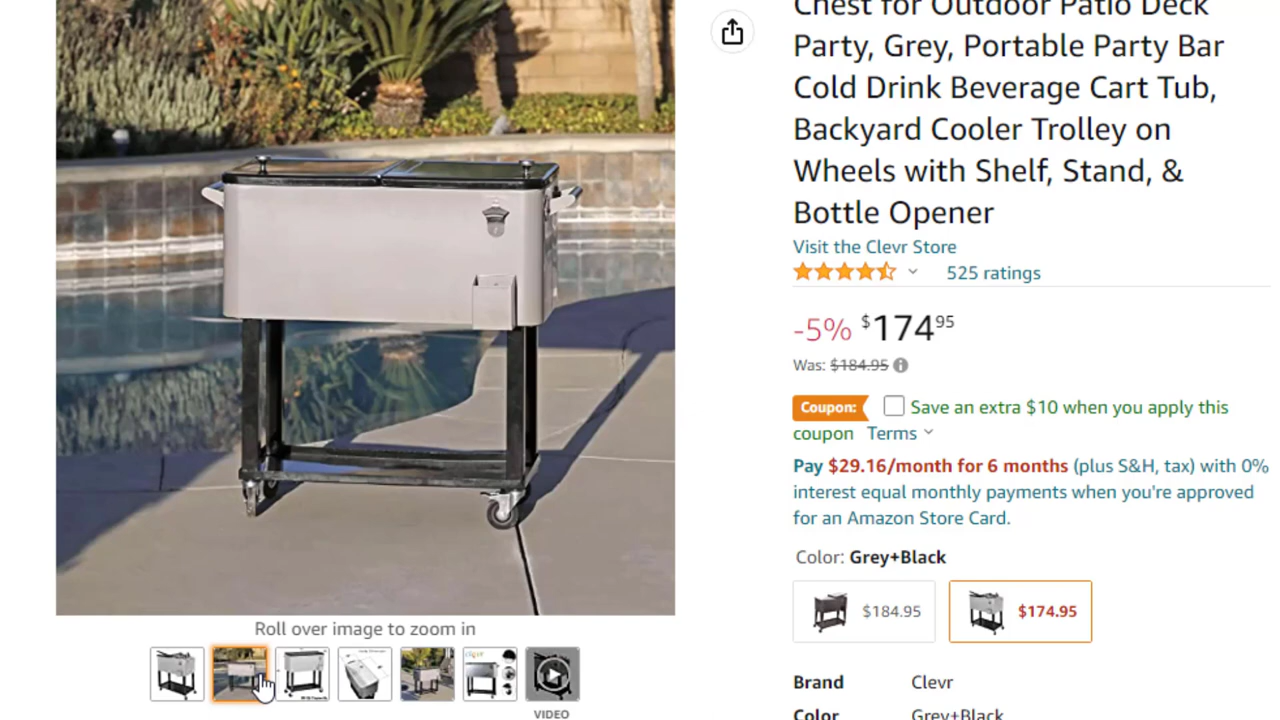 Chest for Outdoor Patio Deck
Party, Grey, Portable Party Bar
Cold Drink Beverage Cart Tub,
Backyard Cooler Trolley on
Wheels with Shelf, Stand, &
Bottle Opener
Visit the Clevr Store
525 ratings
-5% $174.95
Was: $184.95
Coupon: Save an extra $10 when you apply this
coupon Terms
Pay $29.16/month for 6 months (plus S&H, tax) with 0%
interest equal monthly payments when you're approved
for an Amazon Store Card.
Color: Grey+Black
$184.95 $174.95
Roll over image to zoom in
VIDEO
Brand Clevr
Color Grey+Black